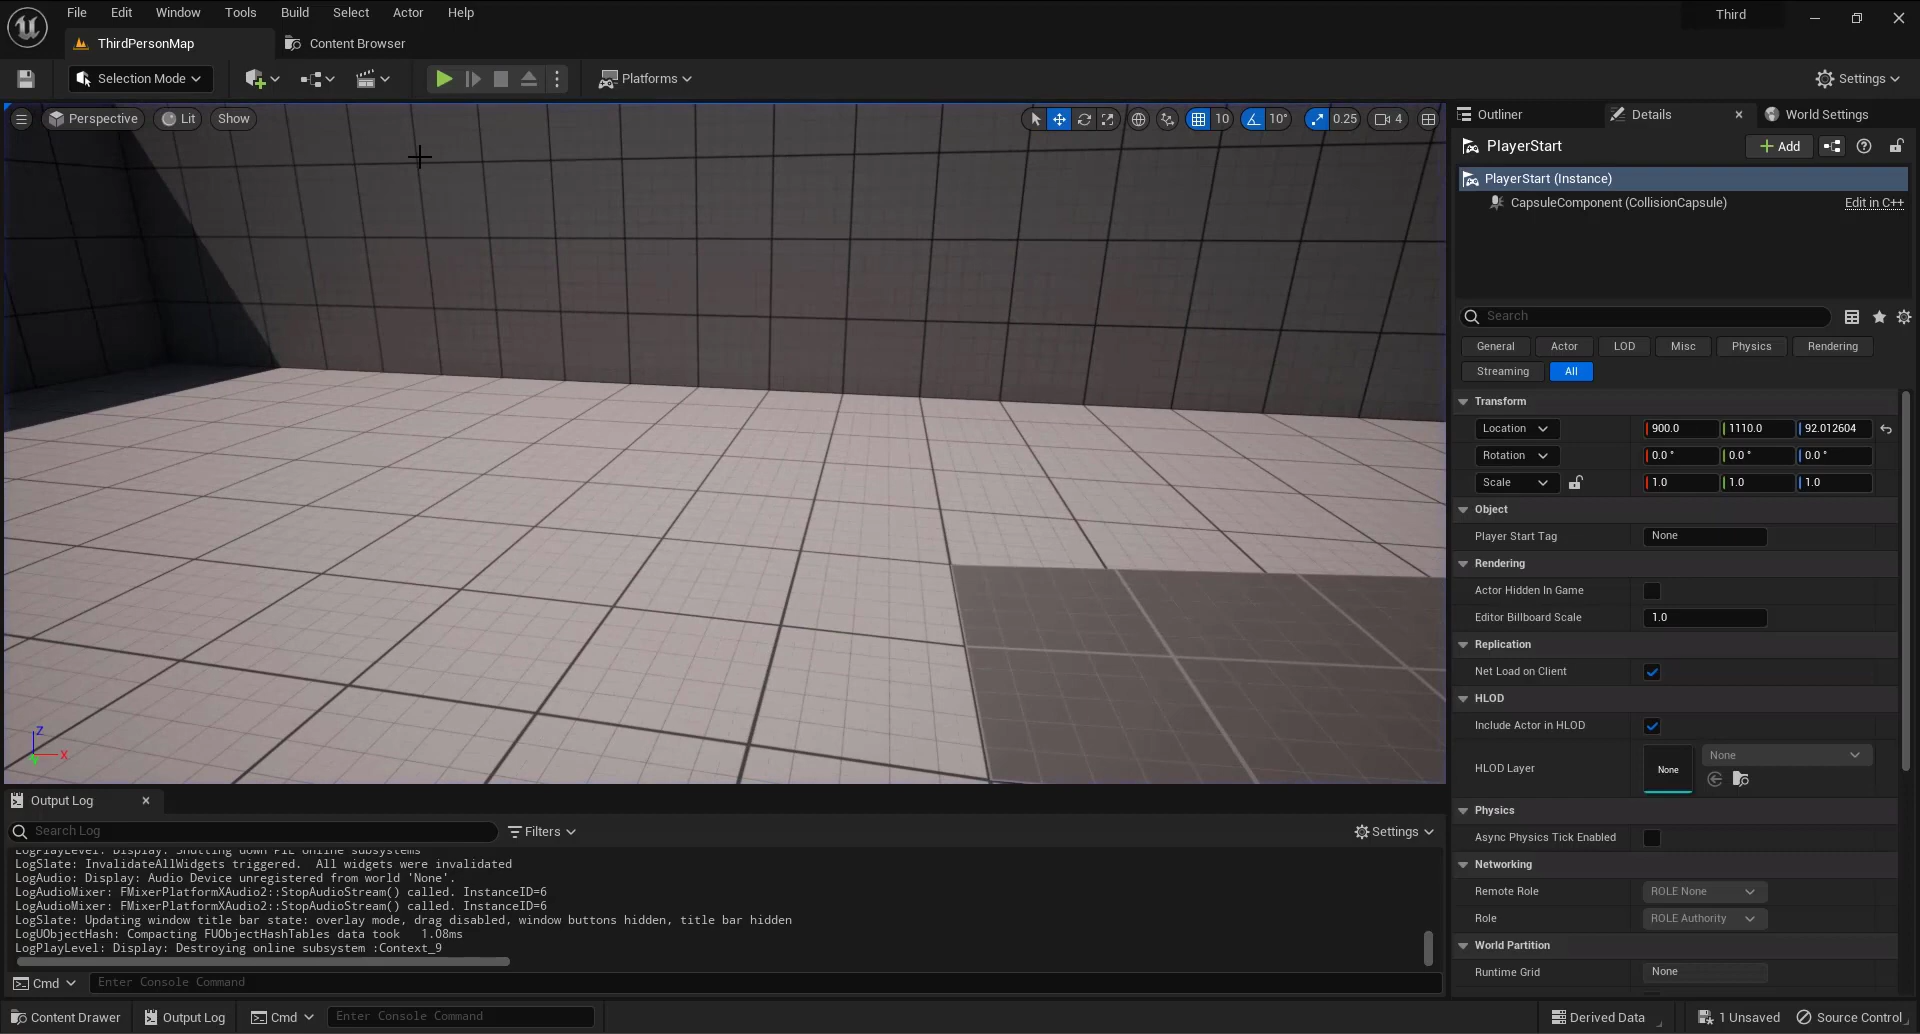 File Edit Window Tools Build Select Actor Help
Third
ThirdPersonMap
Content Browser
Selection Mode
Platforms
Settings
Perspective
Lit
Show
10
10°
0.25
4
Outliner
Details
World Settings
PlayerStart
Add
PlayerStart (Instance)
CapsuleComponent (CollisionCapsule)
Edit in C++
Search
General Actor LOD Misc Physics Rendering
Streaming All
Transform
Location 900.0 1110.0 92.012604
Rotation 0.0 ° 0.0 ° 0.0 °
Scale 1.0 1.0 1.0
Object
Player Start Tag None
Rendering
Actor Hidden In Game
Editor Billboard Scale 1.0
Replication
Net Load on Client
HLOD
Include Actor in HLOD
HLOD Layer None None
Physics
Async Physics Tick Enabled
Networking
Remote Role ROLE None
Role ROLE Authority
World Partition
Runtime Grid None
Z
X
Y
Output Log
Search Log
Filters
Settings
LogPlayLevel: Display: Shutting down PIE online subsystems
LogSlate: InvalidateAllWidgets triggered.  All widgets were invalidated
LogAudio: Display: Audio Device unregistered from world 'None'.
LogAudioMixer: FMixerPlatformXAudio2::StopAudioStream() called. InstanceID=6
LogAudioMixer: FMixerPlatformXAudio2::StopAudioStream() called. InstanceID=6
LogSlate: Updating window title bar state: overlay mode, drag disabled, window buttons hidden, title bar hidden
LogUObjectHash: Compacting FUObjectHashTables data took   1.08ms
LogPlayLevel: Display: Destroying online subsystem :Context_9
Cmd Enter Console Command
Content Drawer Output Log Cmd Enter Console Command Derived Data 1 Unsaved Source Control